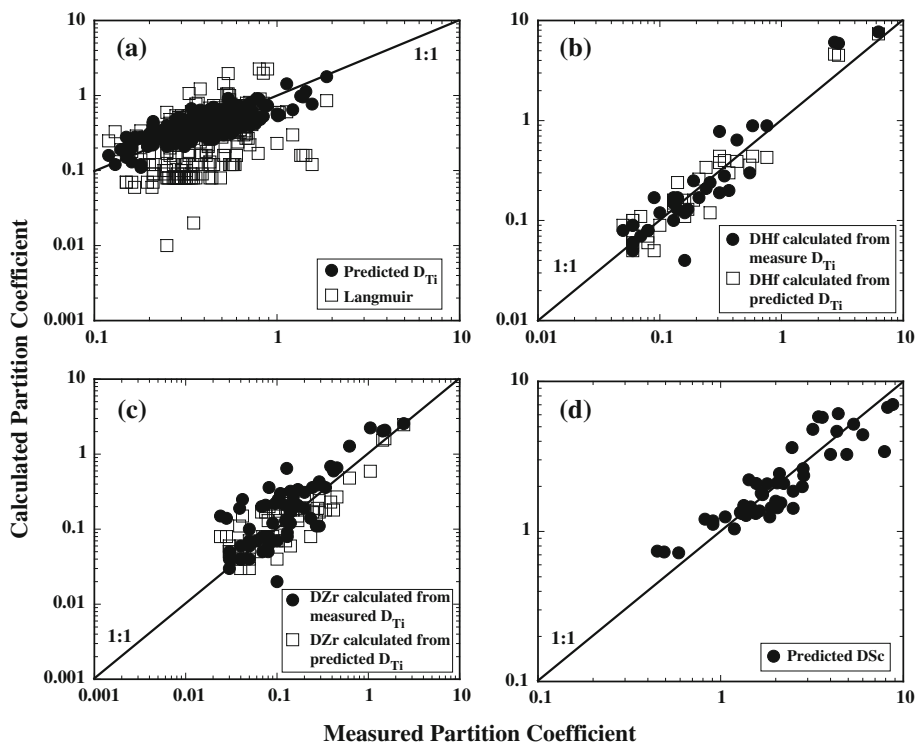 10
1
0.1
0.01
0.001
0.1
1
10
(a)
1:1
Predicted D_Ti
Langmuir
10
1
0.1
0.01
0.01
0.1
1
10
(b)
1:1
DHf calculated from
measure D_Ti
DHf calculated from
predicted D_Ti
10
1
0.1
0.01
0.001
0.001
0.01
0.1
1
10
(c)
1:1
DZr calculated from
measured D_Ti
DZr calculated from
predicted D_Ti
10
1
0.1
0.1
1
10
(d)
1:1
Predicted DSc
Calculated Partition Coefficient
Measured Partition Coefficient